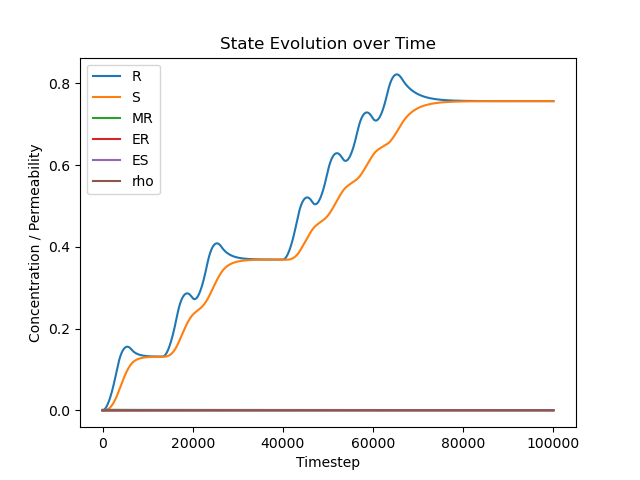 State Evolution over Time
R
S
MR
ER
ES
rho
Concentration / Permeability
0.8
0.6
0.4
0.2
0.0
0 20000 40000 60000 80000 100000
Timestep